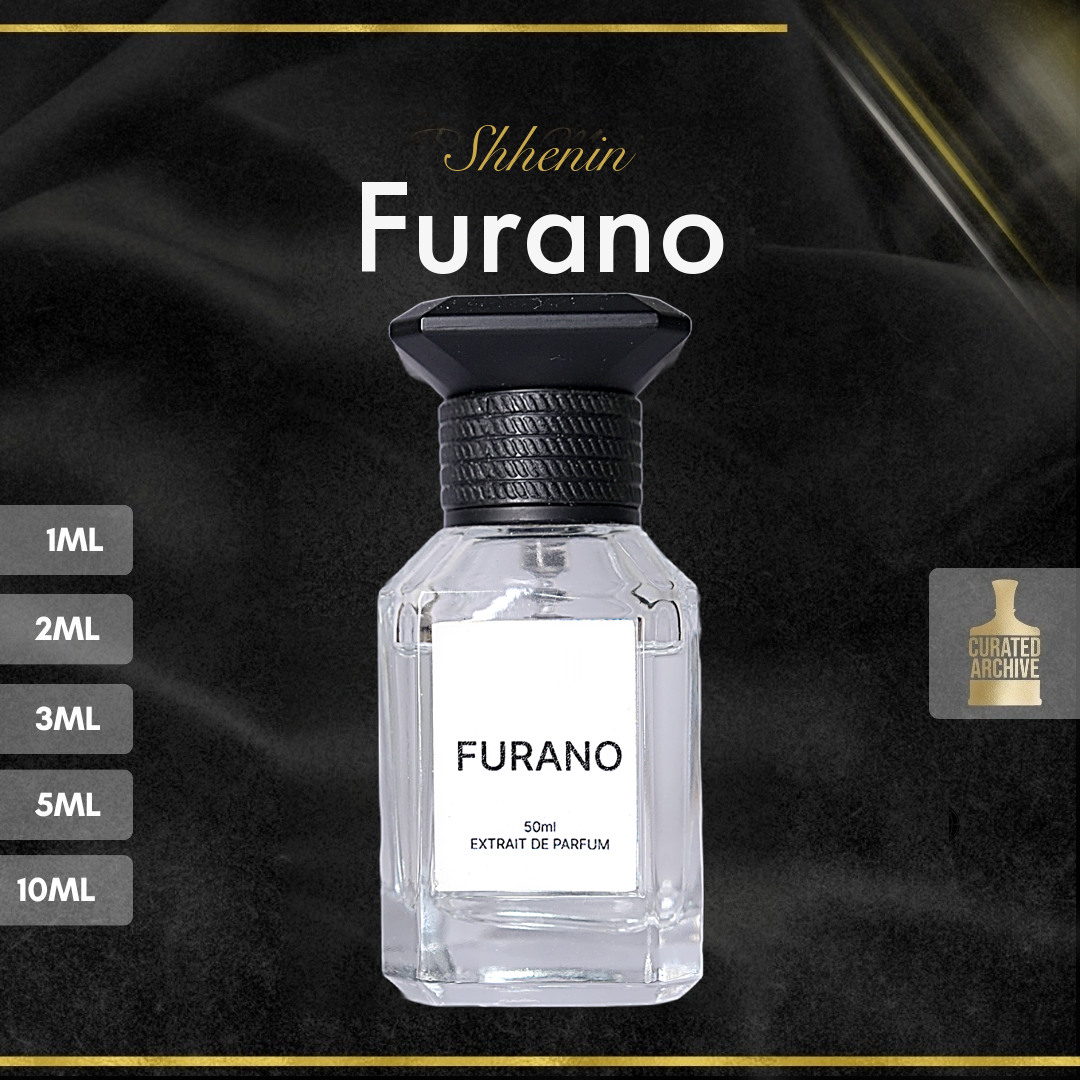 Shhenin
Furano
1ML
2ML
3ML
5ML
10ML
FURANO
50ml
EXTRAIT DE PARFUM
CURATED
ARCHIVE